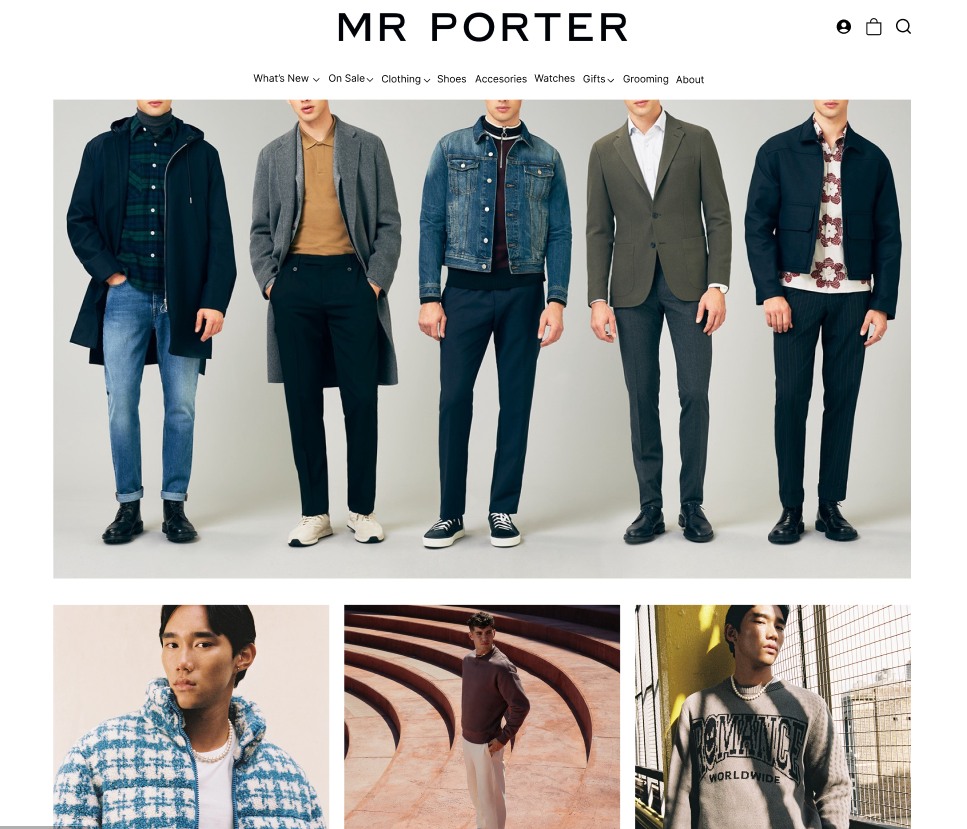 MR PORTER
What's New On Sale Clothing Shoes Accesories Watches Gifts Grooming About
ROMANCE
WORLDWIDE